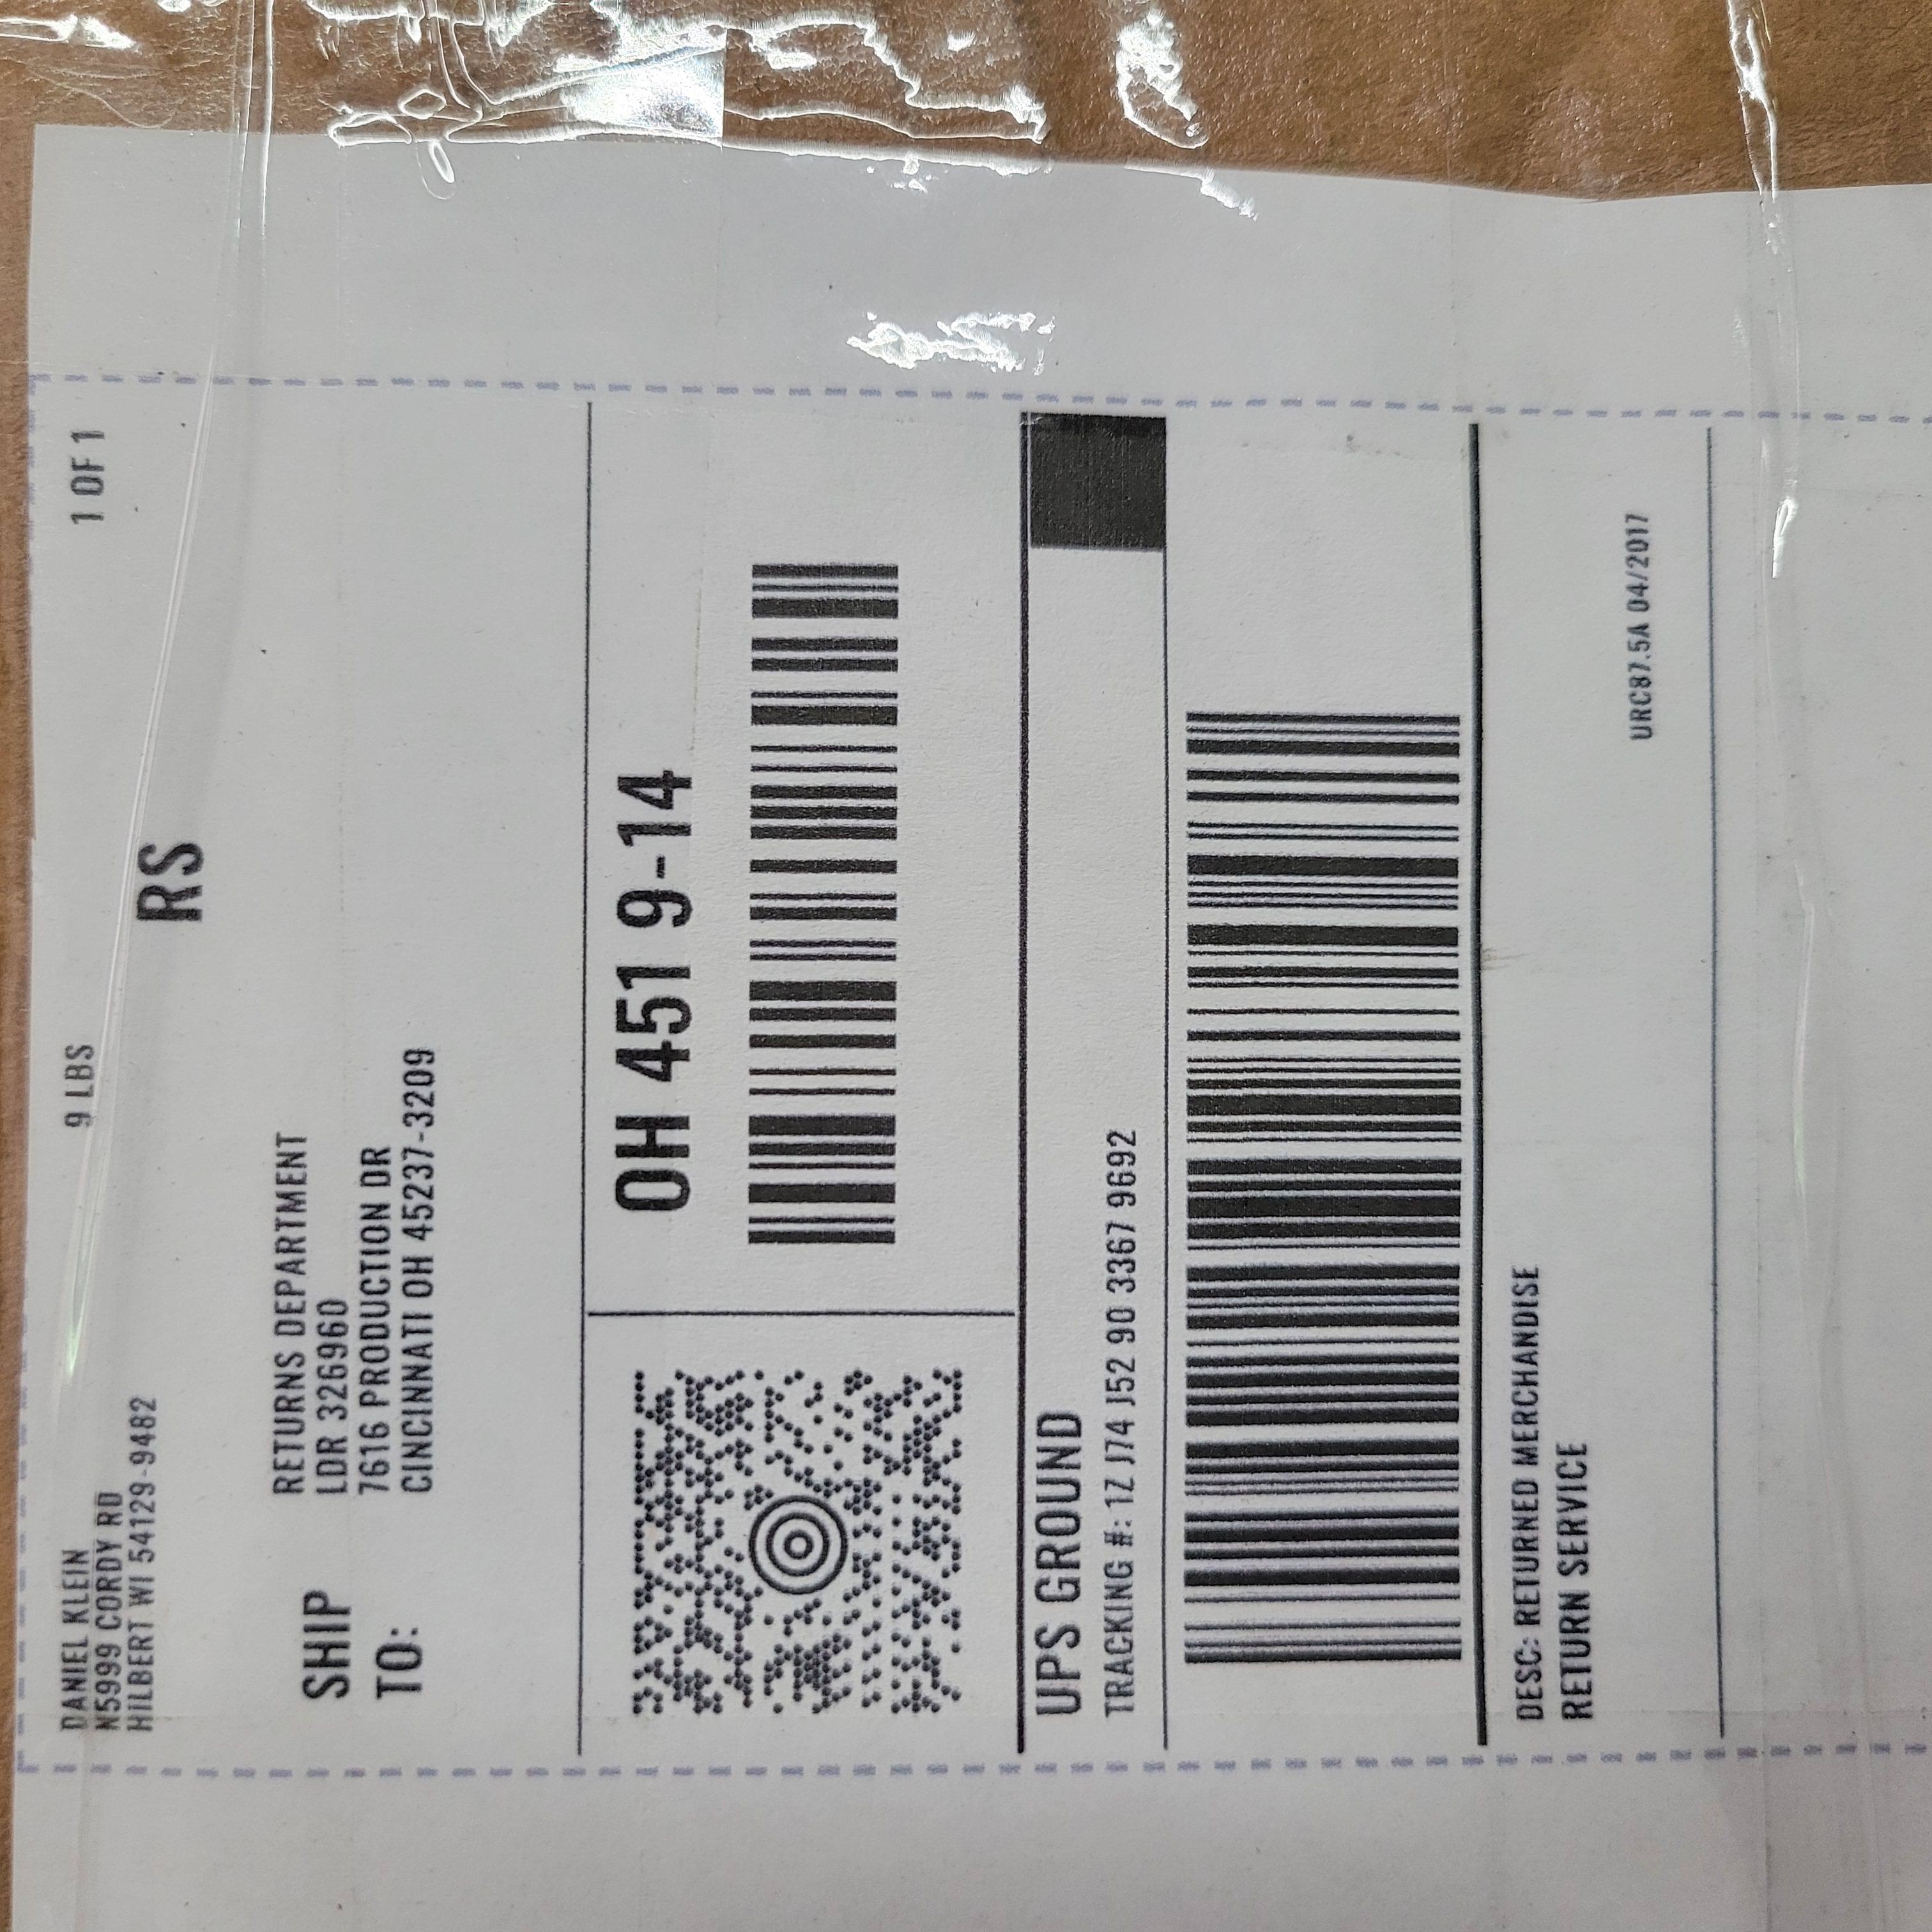 DANIEL KLEIN
N5999 CORDY RD
HILBERT WI 54129-9482
9 LBS
1 OF 1
RS
SHIP TO:
RETURNS DEPARTMENT
LDR 326960
7616 PRODUCTION DR
CINCINNATI OH 45237-3209
OH 451 9-14
UPS GROUND
TRACKING #: 1Z J74 J52 90 3367 9692
DESC: RETURNED MERCHANDISE
RETURN SERVICE
URC87.5A 04/2017